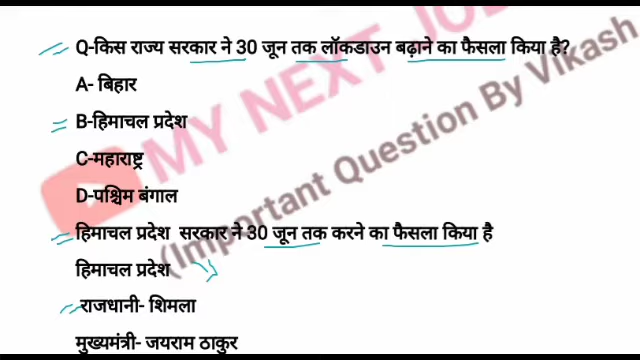 Q-किस राज्य सरकार ने 30 जून तक लॉकडाउन बढ़ाने का फैसला किया है?
A- बिहार
B-हिमाचल प्रदेश
C-महाराष्ट्र
D-पश्चिम बंगाल
हिमाचल प्रदेश सरकार ने 30 जून तक करने का फैसला किया है
हिमाचल प्रदेश
राजधानी- शिमला
मुख्यमंत्री- जयराम ठाकुर
MY NEXT JOB
(Important Question By Vikash